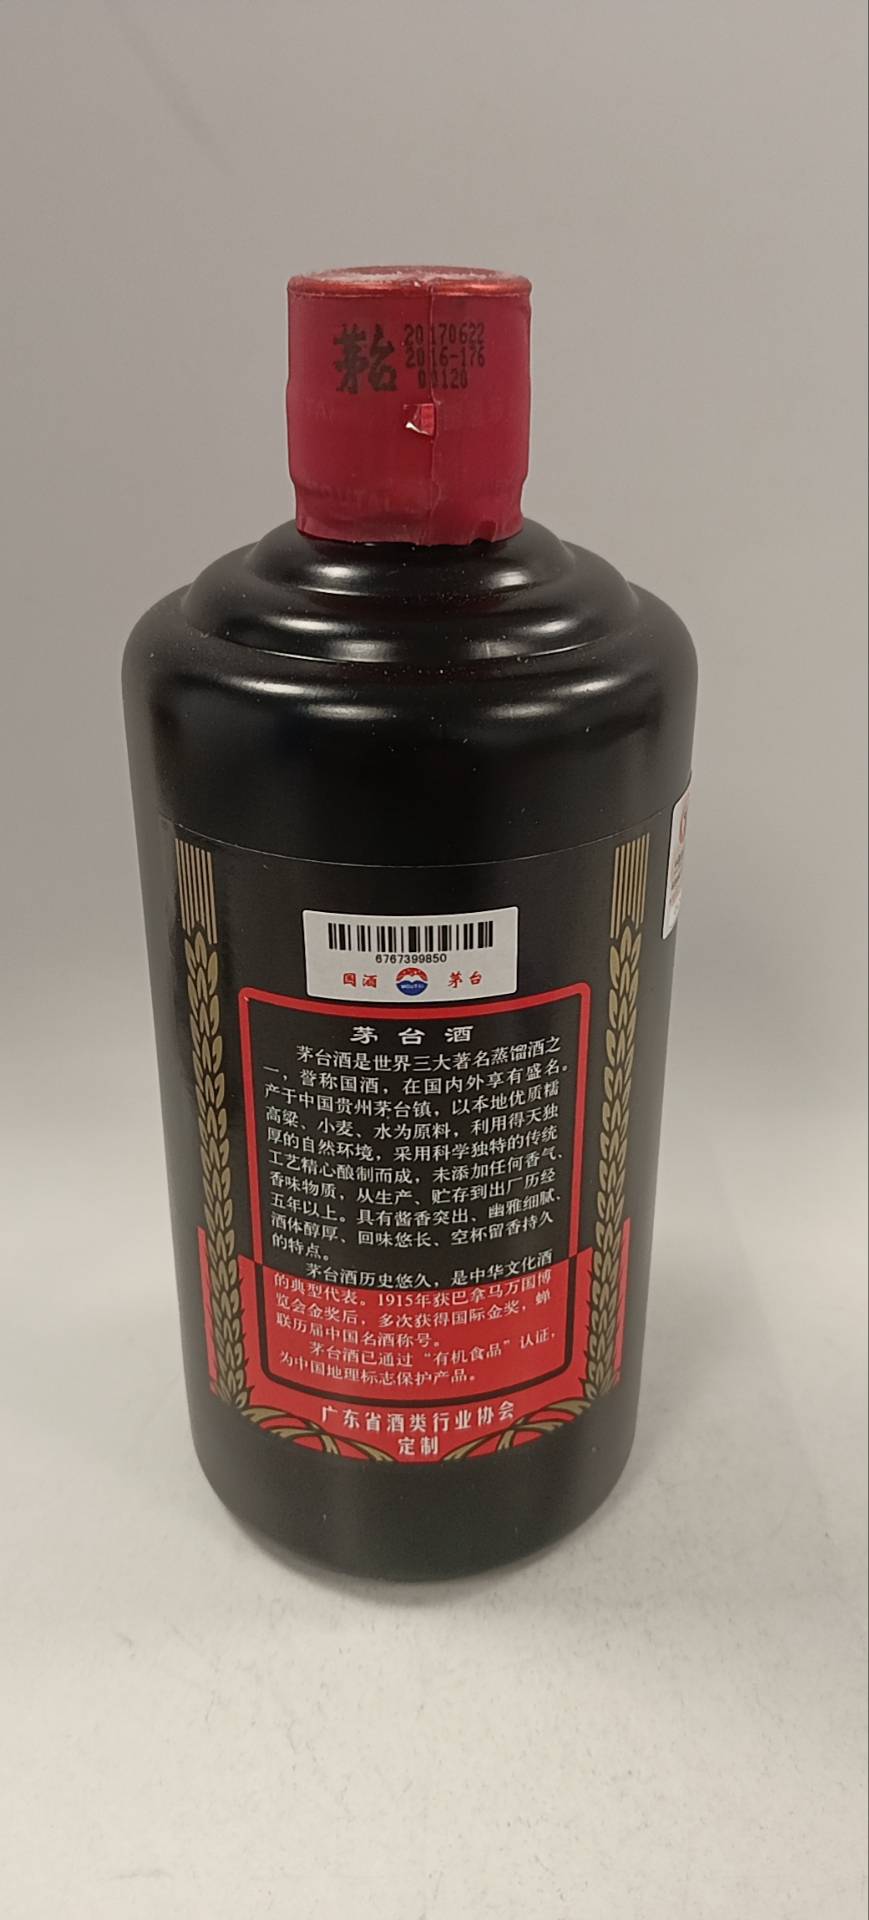 茅台
20170622
2016-176
00120
6767399850
国酒
MOUTAI
茅台
茅台酒
茅台酒是世界三大著名蒸馏酒之
一，誉称国酒，在国内外享有盛名。
产于中国贵州茅台镇，以本地优质糯
高粱、小麦、水为原料，利用得天独
厚的自然环境，采用科学独特的传统
工艺精心酿制而成，未添加任何香气、
香味物质，从生产、贮存到出厂历经
五年以上。具有酱香突出、幽雅细腻、
酒体醇厚、回味悠长、空杯留香持久
的特点。
茅台酒历史悠久，是中华文化酒
的典型代表。1915年获巴拿马万国博
览会金奖后，多次获得国际金奖，蝉
联历届中国名酒称号。
茅台酒已通过“有机食品”认证，
为中国地理标志保护产品。
广东省酒类行业协会
定制